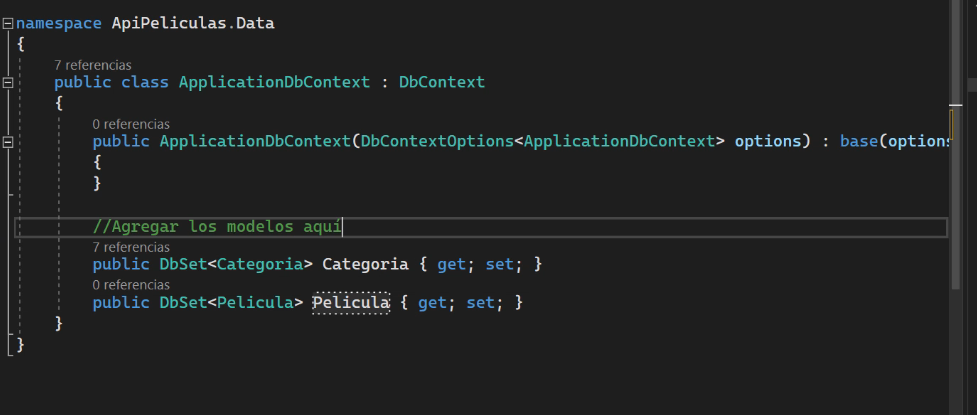 namespace ApiPeliculas.Data
{
7 referencias
public class ApplicationDbContext : DbContext
{
0 referencias
public ApplicationDbContext(DbContextOptions<ApplicationDbContext> options) : base(options
{
}
//Agregar los modelos aquí
7 referencias
public DbSet<Categoria> Categoria { get; set; }
0 referencias
public DbSet<Pelicula> Pelicula { get; set; }
}
}